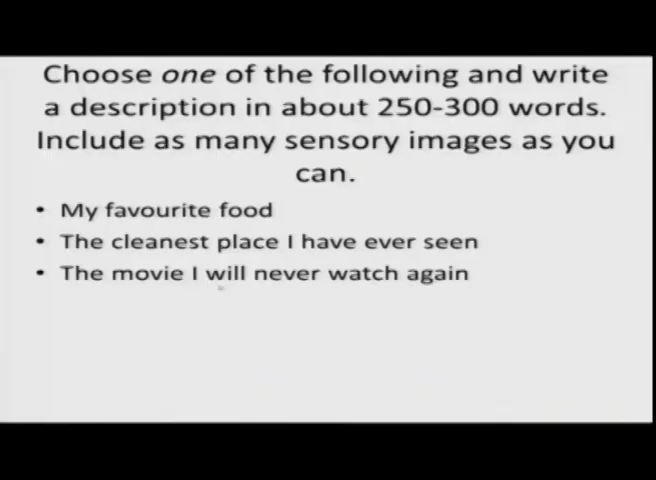 Choose one of the following and write
a description in about 250-300 words.
Include as many sensory images as you
can.
• My favourite food
• The cleanest place I have ever seen
• The movie I will never watch again